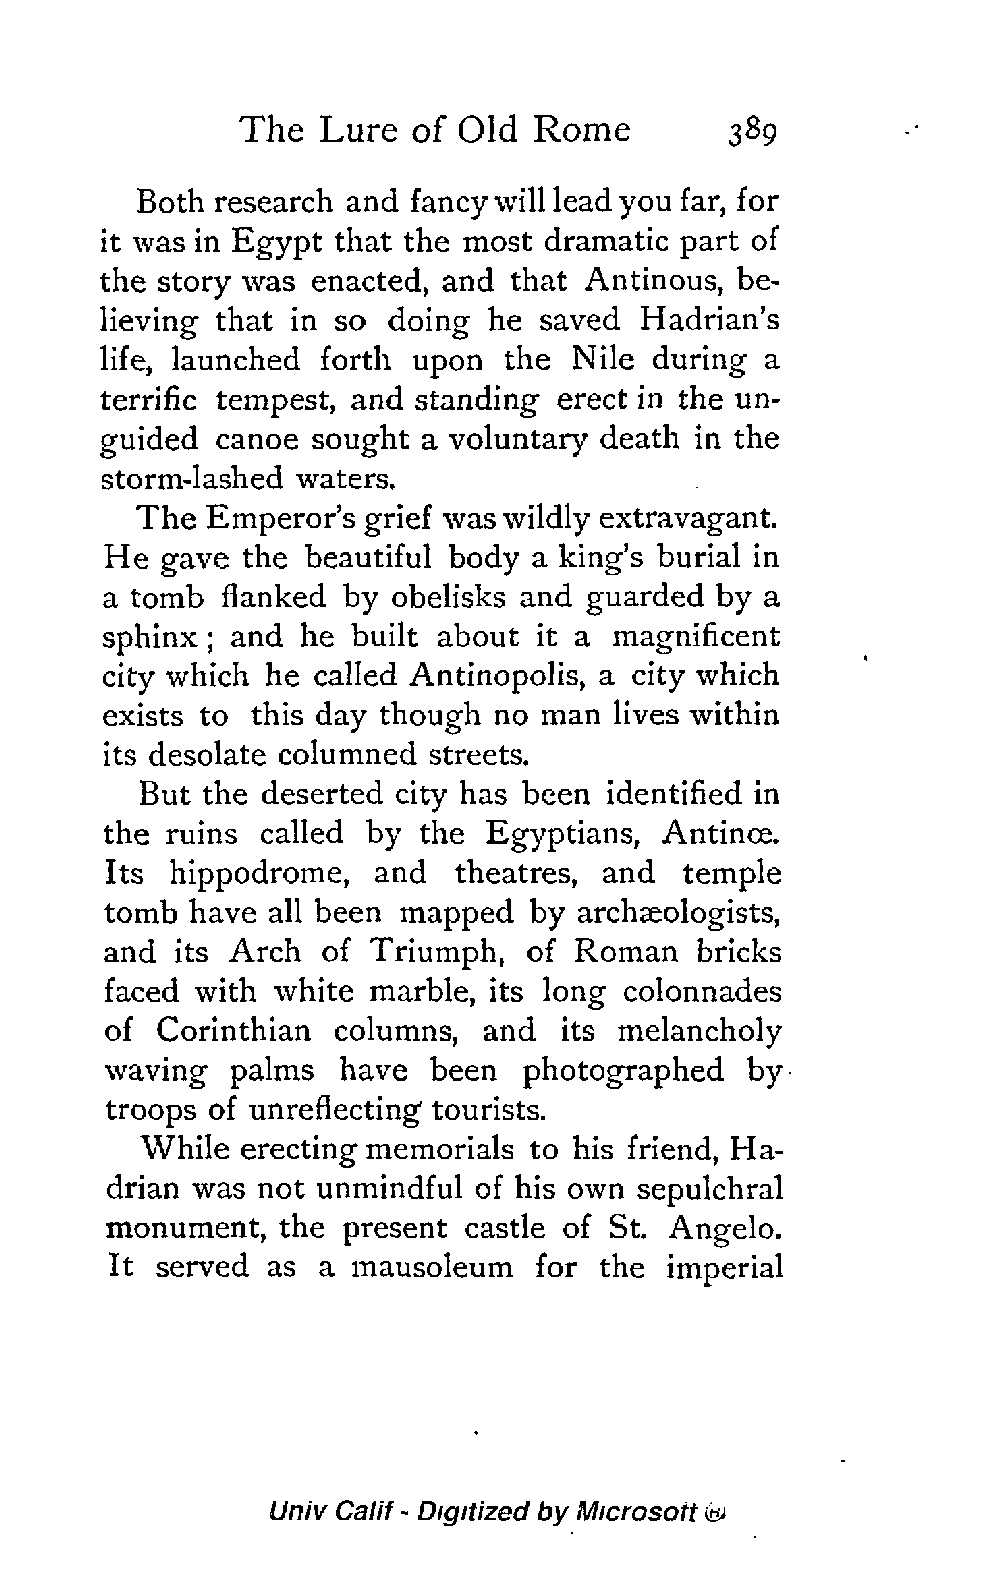 The Lure of Old Rome 389
Both research and fancy will lead you far, for
it was in Egypt that the most dramatic part of
the story was enacted, and that Antinous, be-
lieving that in so doing he saved Hadrian's
life, launched forth upon the Nile during a
terrific tempest, and standing erect in the un-
guided canoe sought a voluntary death in the
storm-lashed waters.
The Emperor's grief was wildly extravagant.
He gave the beautiful body a king's burial in
a tomb flanked by obelisks and guarded by a
sphinx; and he built about it a magnificent
city which he called Antinopolis, a city which
exists to this day though no man lives within
its desolate columned streets.
But the deserted city has been identified in
the ruins called by the Egyptians, Antinœ.
Its hippodrome, and theatres, and temple
tomb have all been mapped by archæologists,
and its Arch of Triumph, of Roman bricks
faced with white marble, its long colonnades
of Corinthian columns, and its melancholy
waving palms have been photographed by
troops of unreflecting tourists.
While erecting memorials to his friend, Ha-
drian was not unmindful of his own sepulchral
monument, the present castle of St. Angelo.
It served as a mausoleum for the imperial
Univ Calif - Digitized by Microsoft ®